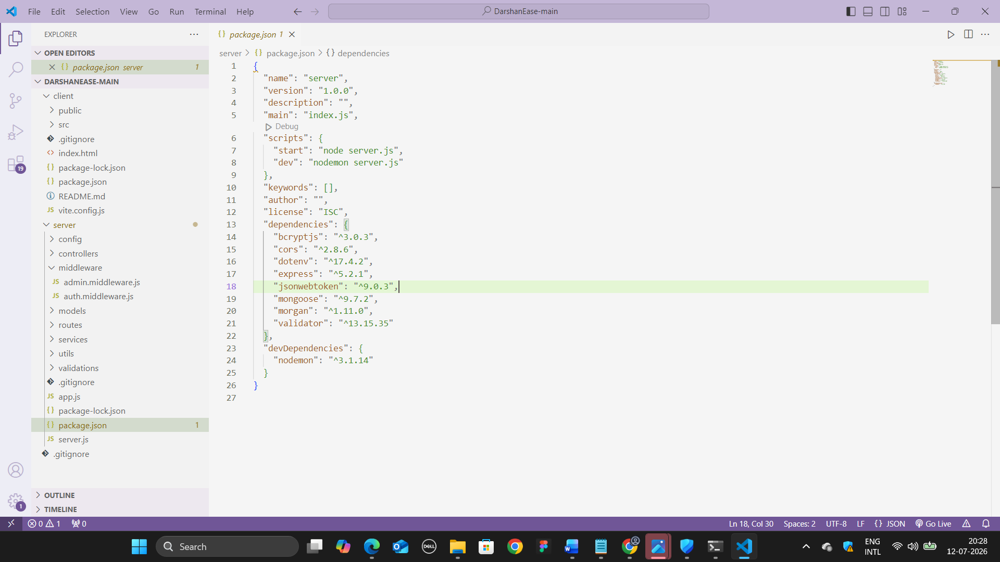 File Edit Selection View Go Run Terminal Help
DarshanEase-main
EXPLORER
OPEN EDITORS
package.json server 1
DARSHANEASE-MAIN
client
public
src
.gitignore
index.html
package-lock.json
package.json
README.md
vite.config.js
server
config
controllers
middleware
admin.middleware.js
auth.middleware.js
models
routes
services
utils
validations
.gitignore
app.js
package-lock.json
package.json 1
server.js
.gitignore
OUTLINE
TIMELINE
19
1
package.json 1
server > package.json > dependencies
1 {
2 "name": "server",
3 "version": "1.0.0",
4 "description": "",
5 "main": "index.js",
Debug
6 "scripts": {
7 "start": "node server.js",
8 "dev": "nodemon server.js"
9 },
10 "keywords": [],
11 "author": "",
12 "license": "ISC",
13 "dependencies": {
14 "bcryptjs": "^3.0.3",
15 "cors": "^2.8.6",
16 "dotenv": "^17.4.2",
17 "express": "^5.2.1",
18 "jsonwebtoken": "^9.0.3",
19 "mongoose": "^9.7.2",
20 "morgan": "^1.11.0",
21 "validator": "^13.15.35"
22 },
23 "devDependencies": {
24 "nodemon": "^3.1.14"
25 }
26 }
27
0 1 0
Ln 18, Col 30 Spaces: 2 UTF-8 LF {} JSON Go Live
Search
DELL
ENG
INTL
20:28
12-07-2026